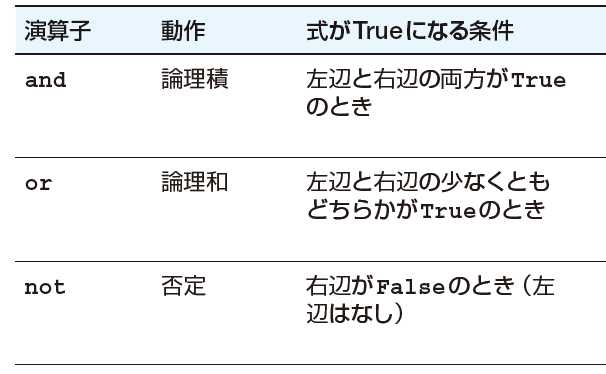 演算子 動作 式がTrueになる条件
and 論理積 左辺と右辺の両方がTrue
のとき
or 論理和 左辺と右辺の少なくとも
どちらかがTrueのとき
not 否定 右辺がFalseのとき（左
辺はなし）